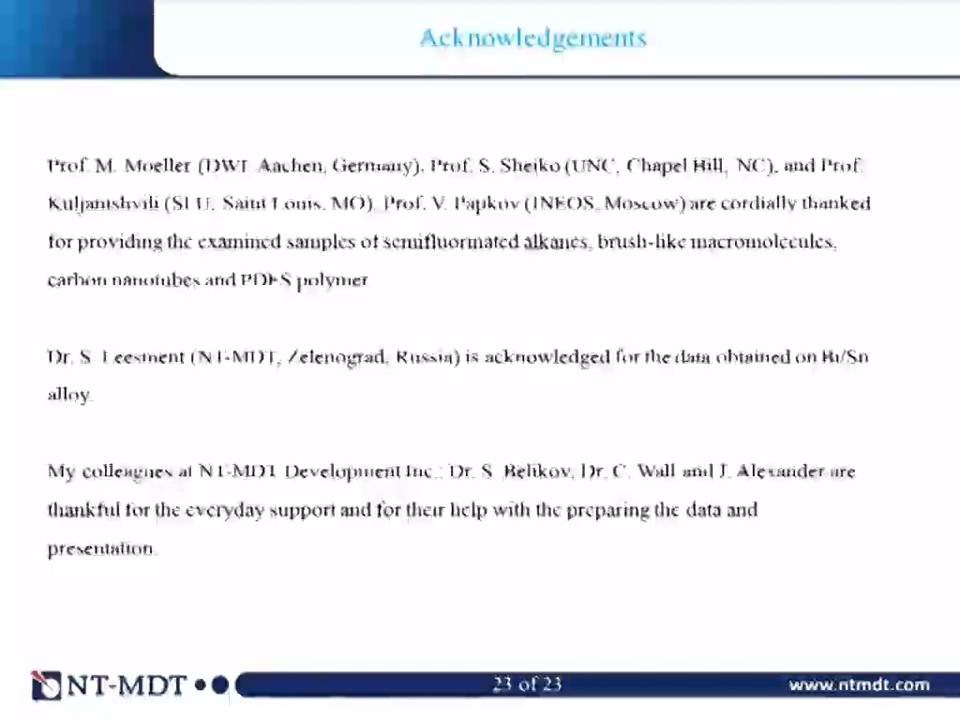 Acknowledgements
Prof. M. Moeller (DWI Aachen, Germany), Prof. S. Sheiko (UNC, Chapel Hill, NC), and Prof.
Kuljanishvili (SLU, Saint Louis, MO), Prof. V. Papkov (INEOS, Moscow) are cordially thanked
for providing the examined samples of semifluorinated alkanes, brush-like macromolecules,
carbon nanotubes and PDES polymer
Dr. S. Leesment (NT-MDT, Zelenograd, Russia) is acknowledged for the data obtained on Bi/Sn
alloy.
My colleagues at NT-MDT Development Inc.: Dr. S. Belikov, Dr. C. Wall and J. Alexander are
thankful for the everyday support and for their help with the preparing the data and
presentation.
NT-MDT
23 of 23
www.ntmdt.com